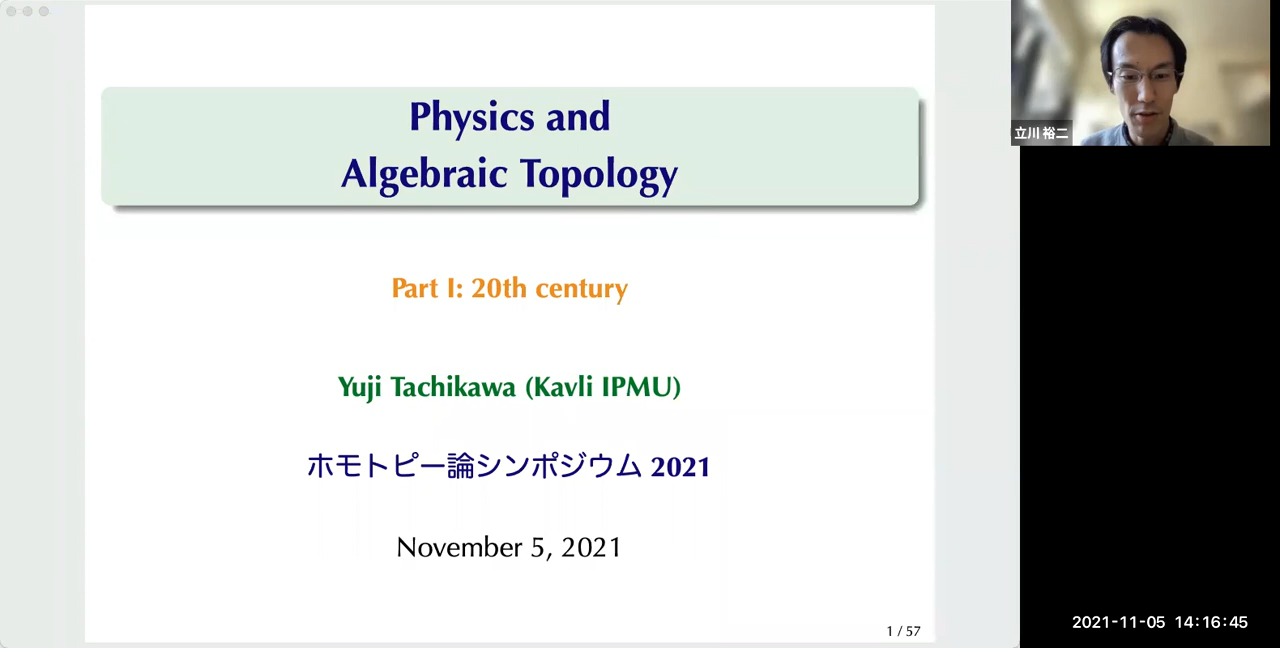 Physics and
Algebraic Topology
Part I: 20th century
Yuji Tachikawa (Kavli IPMU)
ホモトピー論シンポジウム 2021
November 5, 2021
1 / 57
立川 裕二
2021-11-05 14:16:45